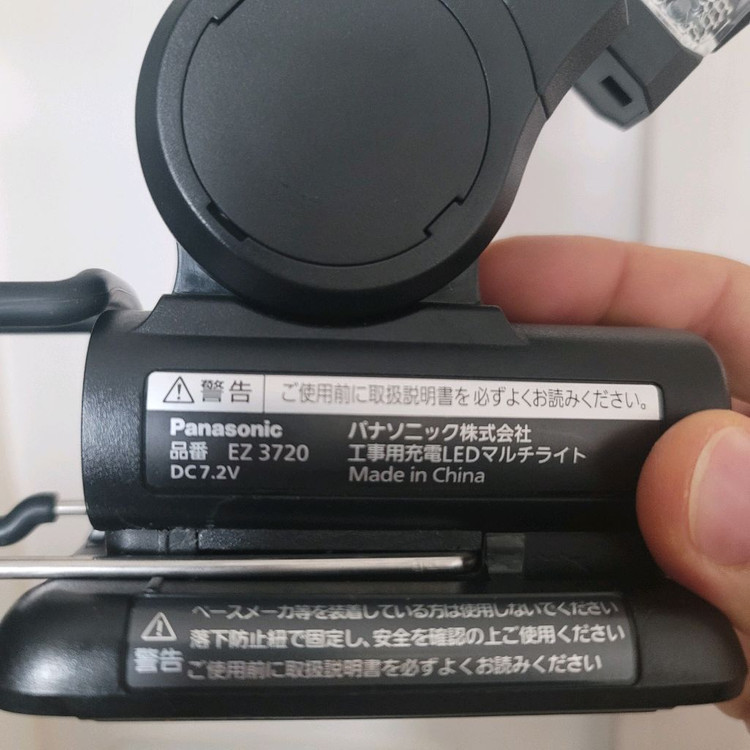 警告 ご使用前に取扱説明書を必ずよくお読みください。
Panasonic パナソニック株式会社
品番 EZ 3720 工事用充電LEDマルチライト
DC 7.2V Made in China
ペースメーカ等を装着している方は使用しないでください
落下防止紐で固定し、安全を確認の上ご使用ください
警告 ご使用前に取扱説明書を必ずよくお読みください